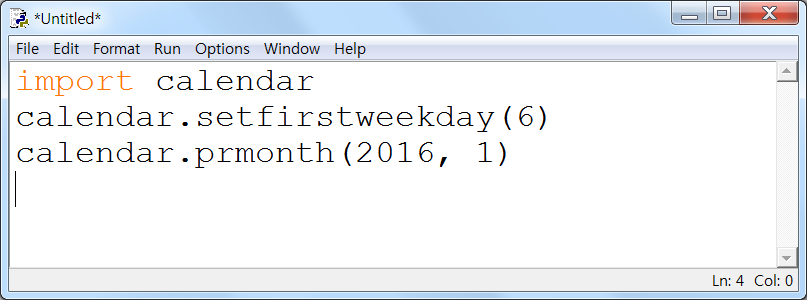 *Untitled*
File Edit Format Run Options Window Help
import calendar
calendar.setfirstweekday(6)
calendar.prmonth(2016, 1)
Ln: 4 Col: 0